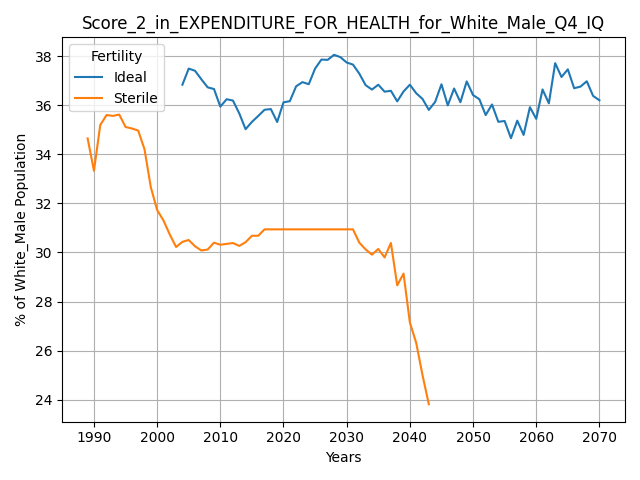 Score_2_in_EXPENDITURE_FOR_HEALTH_for_White_Male_Q4_IQ
Fertility
Ideal
Sterile
% of White_Male Population
38
36
34
32
30
28
26
24
1990 2000 2010 2020 2030 2040 2050 2060 2070
Years